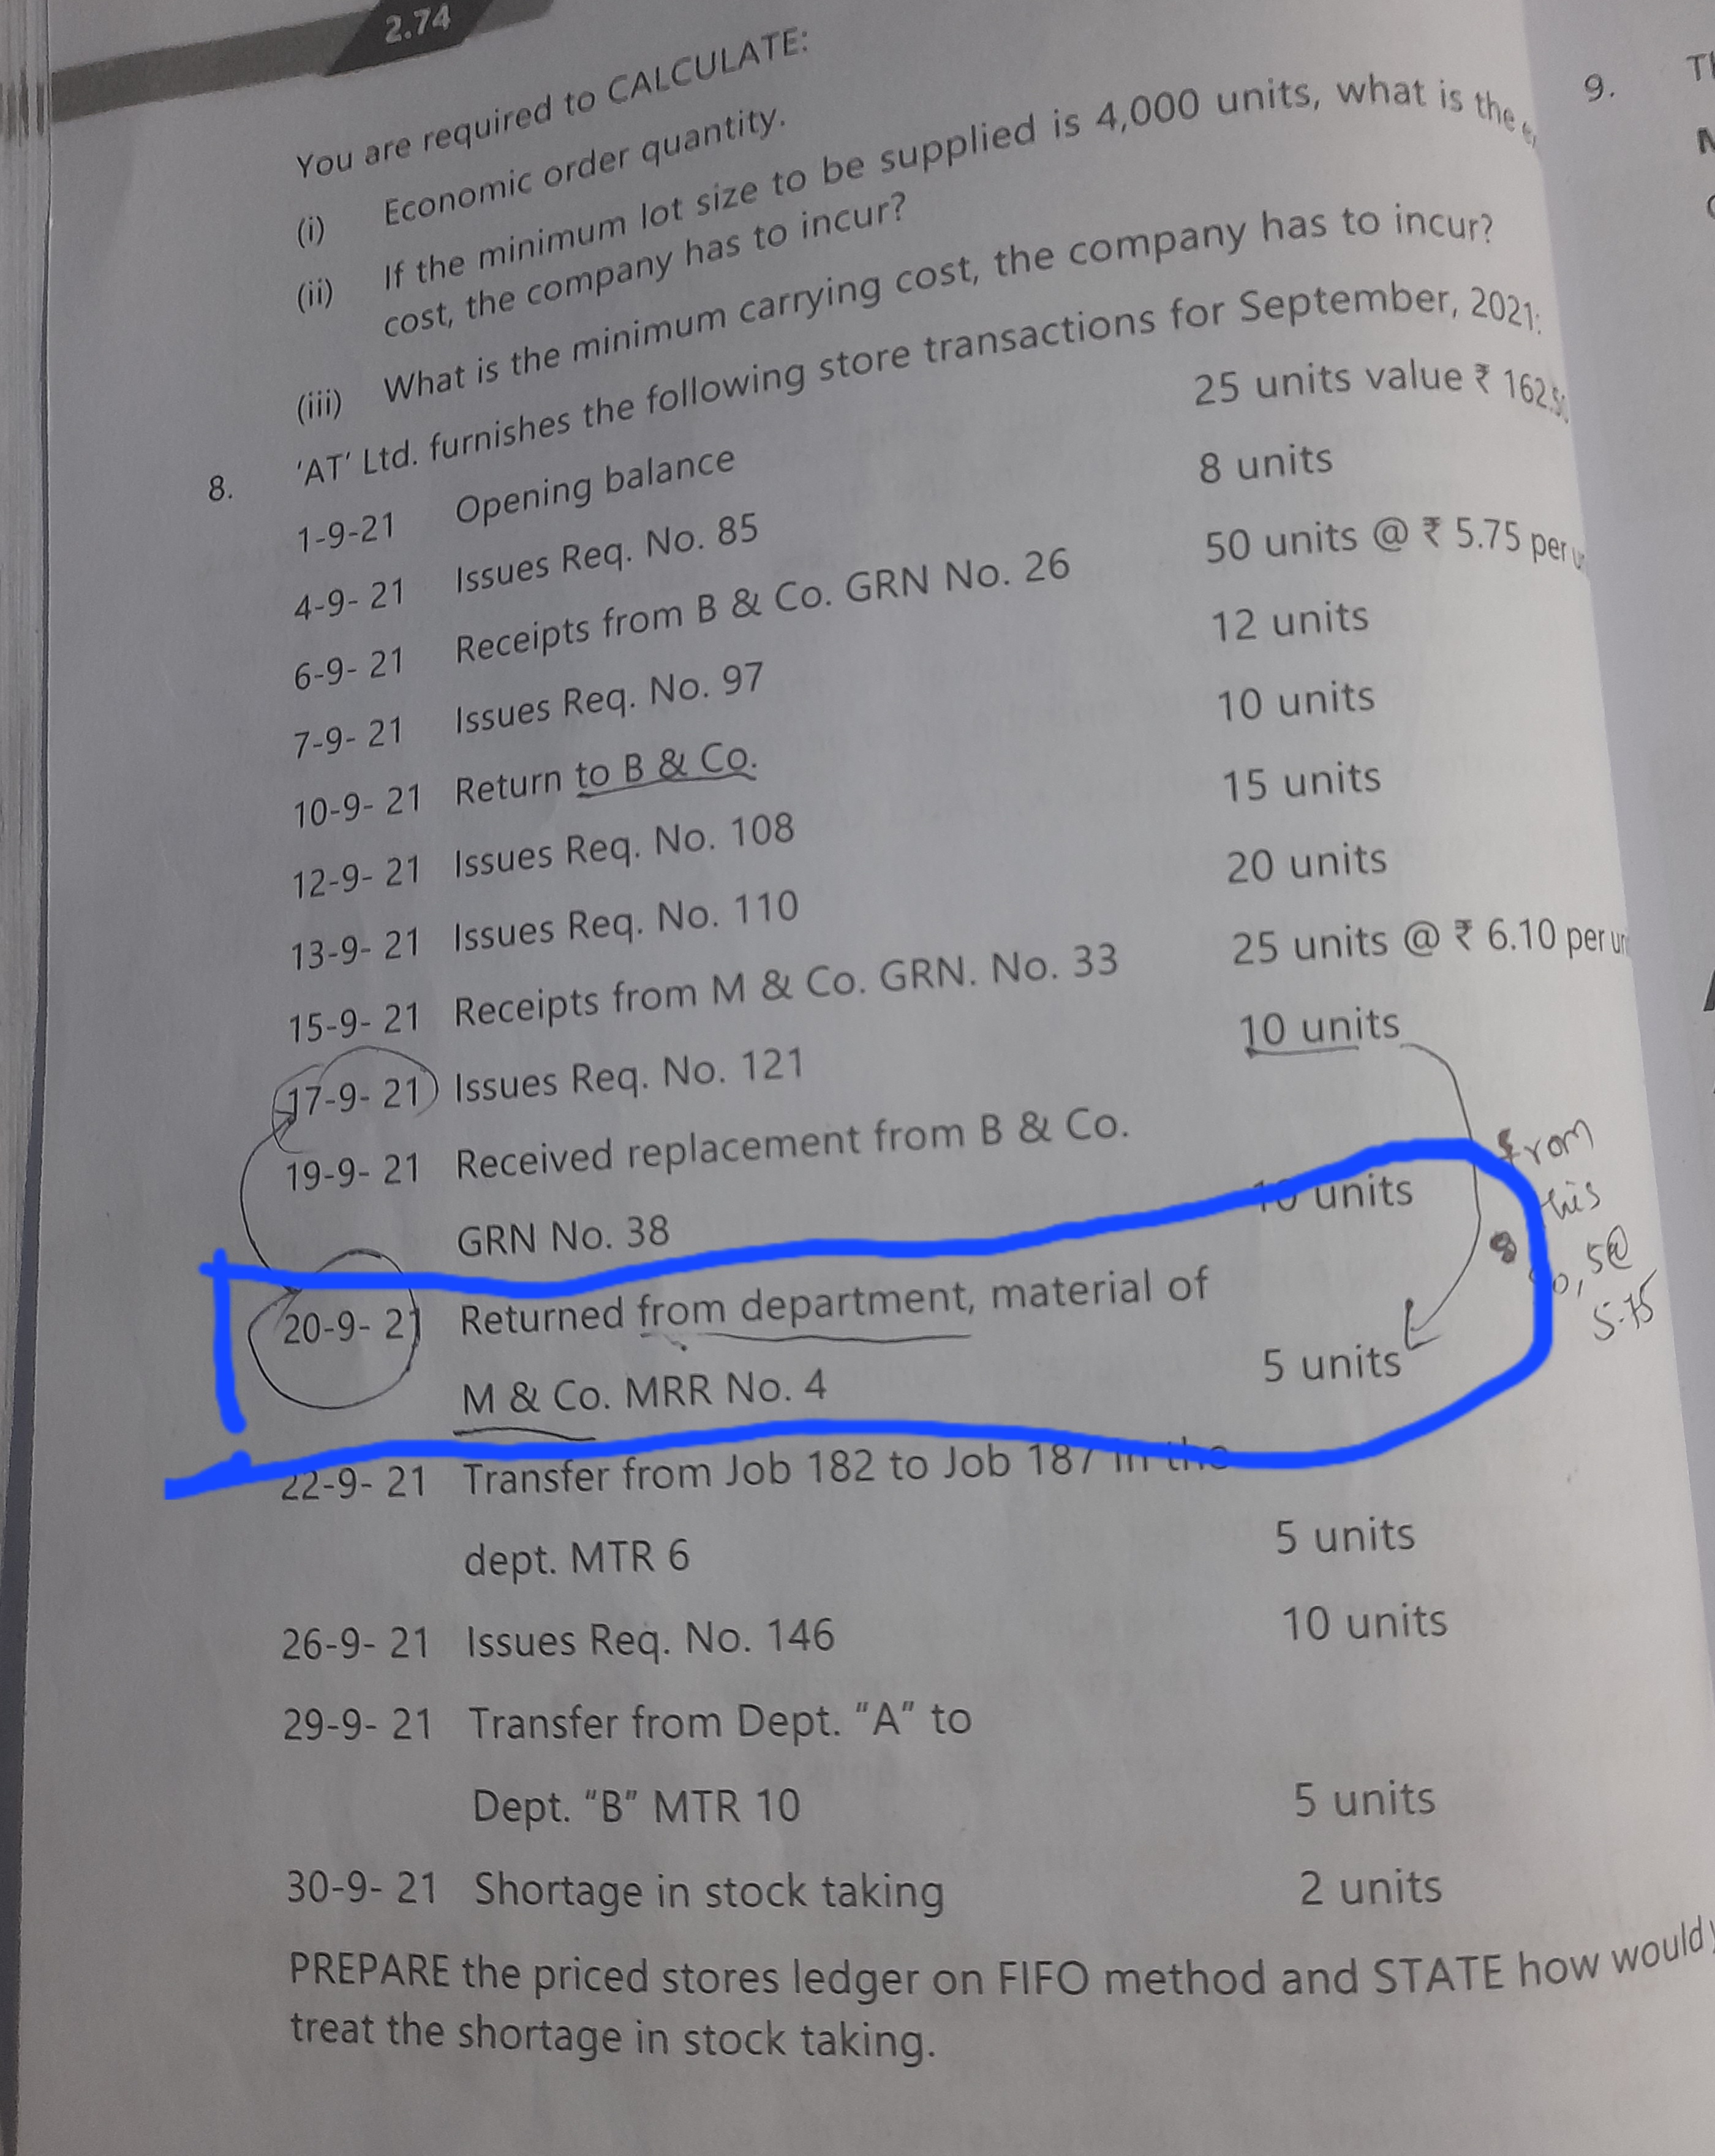 2.74
You are required to CALCULATE:
(i) Economic order quantity.
(ii) If the minimum lot size to be supplied is 4,000 units, what is the
cost, the company has to incur?
(iii) What is the minimum carrying cost, the company has to incur?
8. 'AT' Ltd. furnishes the following store transactions for September, 2021:
1-9-21 Opening balance 25 units value ₹ 162.50
4-9- 21 Issues Req. No. 85 8 units
6-9- 21 Receipts from B & Co. GRN No. 26 50 units @ ₹ 5.75 per
7-9- 21 Issues Req. No. 97 12 units
10-9- 21 Return to B & Co. 10 units
12-9- 21 Issues Req. No. 108 15 units
13-9- 21 Issues Req. No. 110 20 units
15-9- 21 Receipts from M & Co. GRN. No. 33 25 units @ ₹ 6.10 per
17-9- 21 Issues Req. No. 121 10 units
19-9- 21 Received replacement from B & Co.
GRN No. 38 10 units
20-9- 21 Returned from department, material of
M & Co. MRR No. 4 5 units
from
5@
5.75
22-9- 21 Transfer from Job 182 to Job 187 in the
dept. MTR 6 5 units
26-9- 21 Issues Req. No. 146 10 units
29-9- 21 Transfer from Dept. "A" to
Dept. "B" MTR 10 5 units
30-9- 21 Shortage in stock taking 2 units
PREPARE the priced stores ledger on FIFO method and STATE how would
treat the shortage in stock taking.
9.